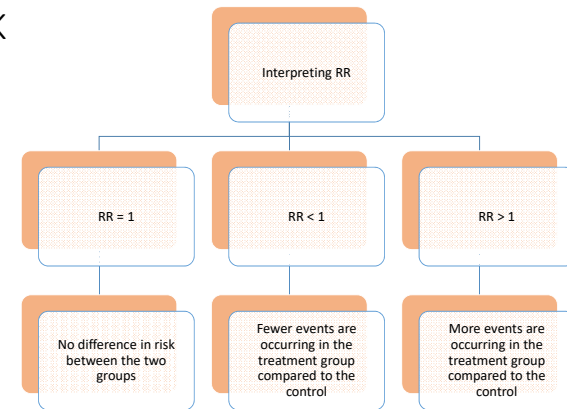 K
Interpreting RR
RR = 1
RR < 1
RR > 1
No difference in risk
between the two
groups
Fewer events are
occurring in the
treatment group
compared to the
control
More events are
occurring in the
treatment group
compared to the
control